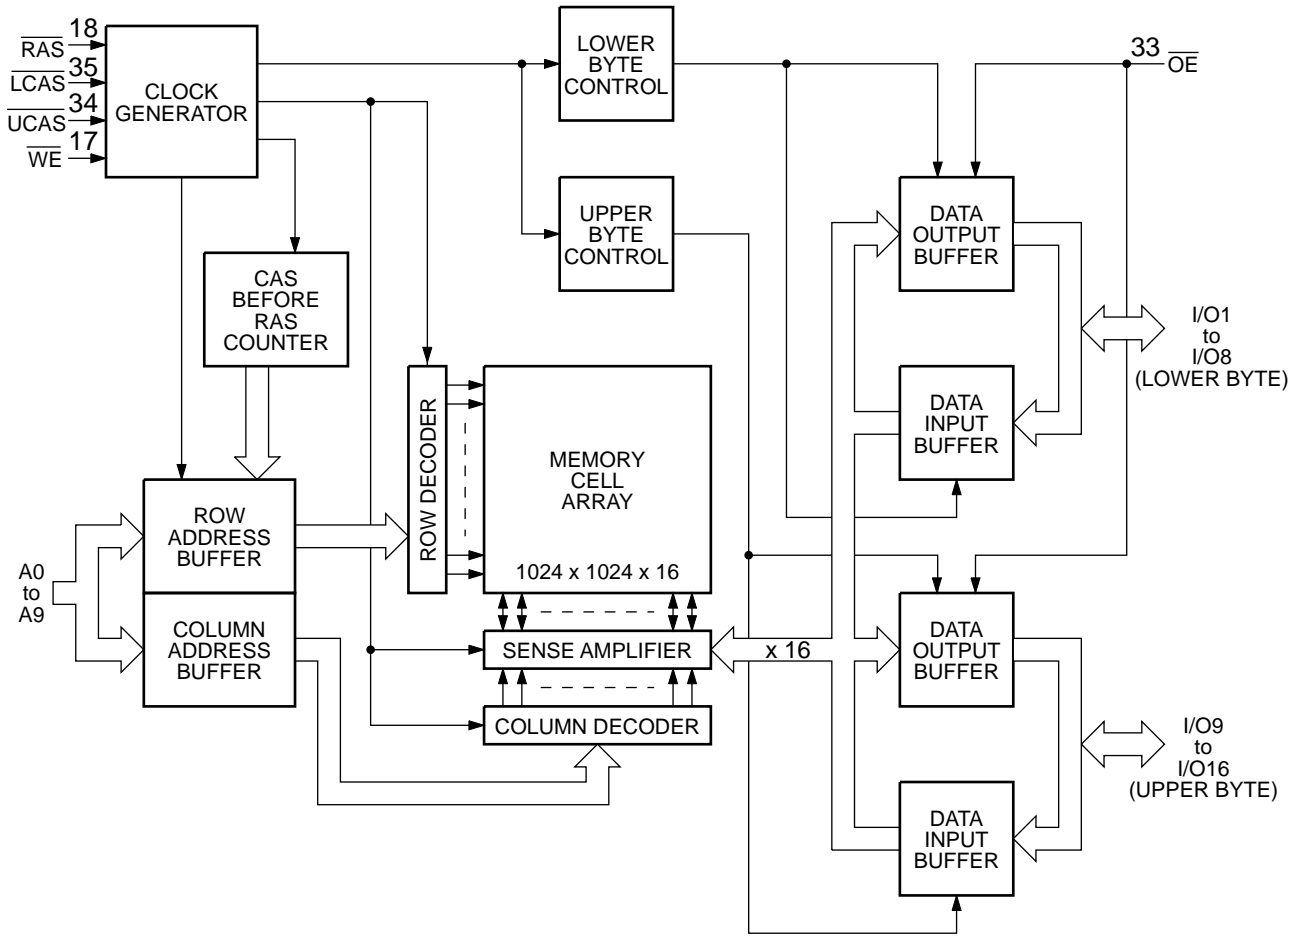 RAS 18
LCAS 35
UCAS 34
WE 17
CLOCK
GENERATOR
LOWER
BYTE
CONTROL
33 OE
UPPER
BYTE
CONTROL
DATA
OUTPUT
BUFFER
CAS
BEFORE
RAS
COUNTER
I/O1
to
I/O8
(LOWER BYTE)
DATA
INPUT
BUFFER
ROW DECODER
MEMORY
CELL
ARRAY
1024 x 1024 x 16
ROW
ADDRESS
BUFFER
A0
to
A9
COLUMN
ADDRESS
BUFFER
SENSE AMPLIFIER
x 16
DATA
OUTPUT
BUFFER
COLUMN DECODER
I/O9
to
I/O16
(UPPER BYTE)
DATA
INPUT
BUFFER